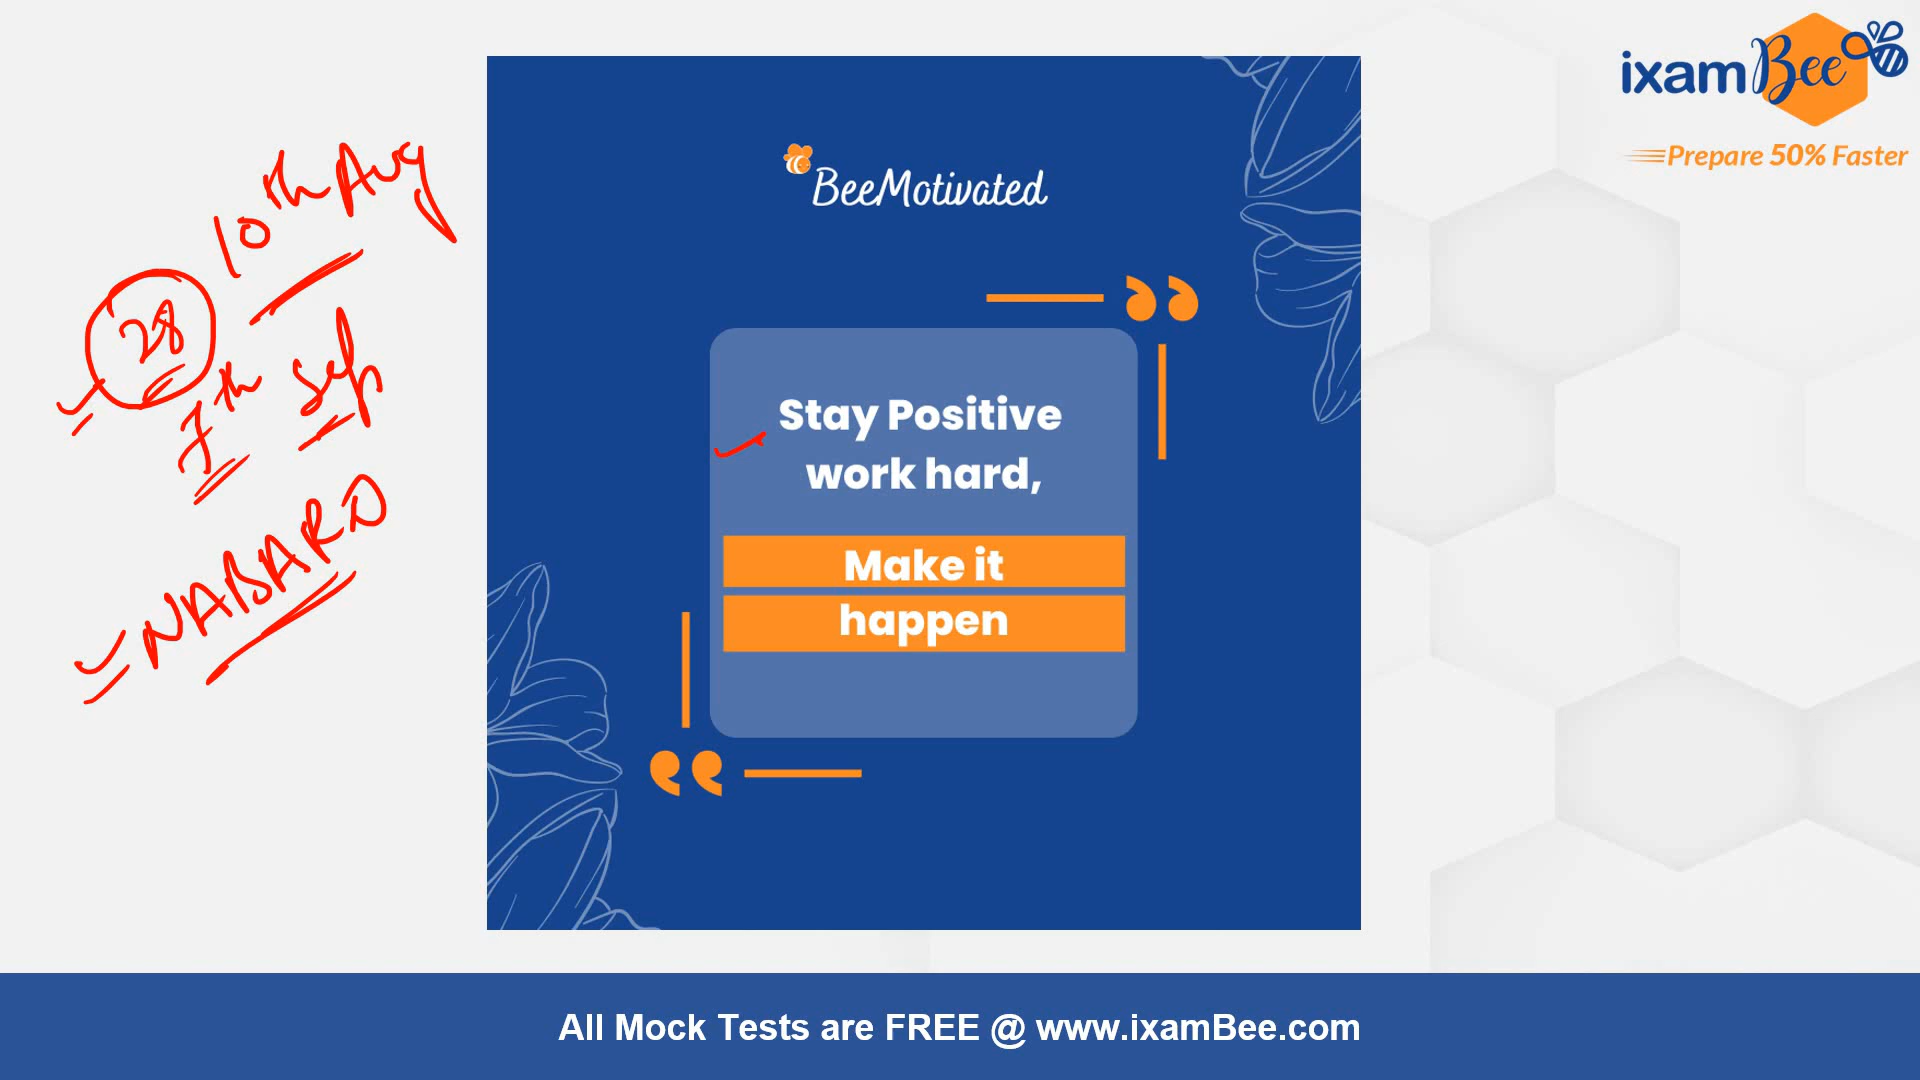 ixamBee
Prepare 50% Faster
10th Aug
28
7th Sep
NABARD
BeeMotivated
Stay Positive
work hard,
Make it
happen
All Mock Tests are FREE @ www.ixamBee.com